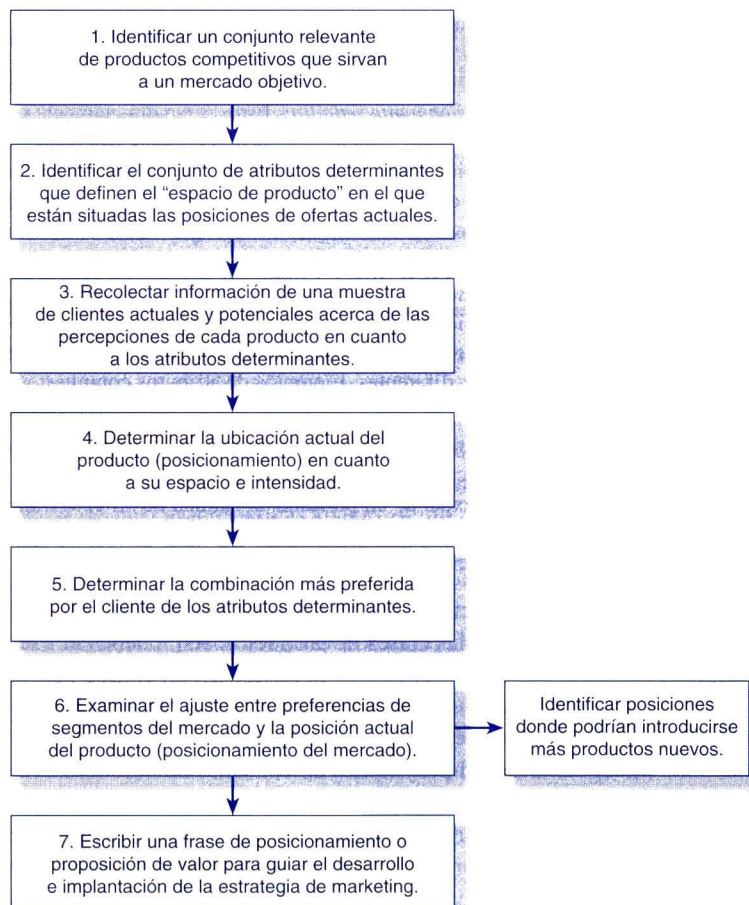 1. Identificar un conjunto relevante
de productos competitivos que sirvan
a un mercado objetivo.
2. Identificar el conjunto de atributos determinantes
que definen el “espacio de producto” en el que
están situadas las posiciones de ofertas actuales.
3. Recolectar información de una muestra
de clientes actuales y potenciales acerca de las
percepciones de cada producto en cuanto
a los atributos determinantes.
4. Determinar la ubicación actual del
producto (posicionamiento) en cuanto
a su espacio e intensidad.
5. Determinar la combinación más preferida
por el cliente de los atributos determinantes.
6. Examinar el ajuste entre preferencias de
segmentos del mercado y la posición actual
del producto (posicionamiento del mercado).
Identificar posiciones
donde podrían introducirse
más productos nuevos.
7. Escribir una frase de posicionamiento o
proposición de valor para guiar el desarrollo
e implantación de la estrategia de marketing.